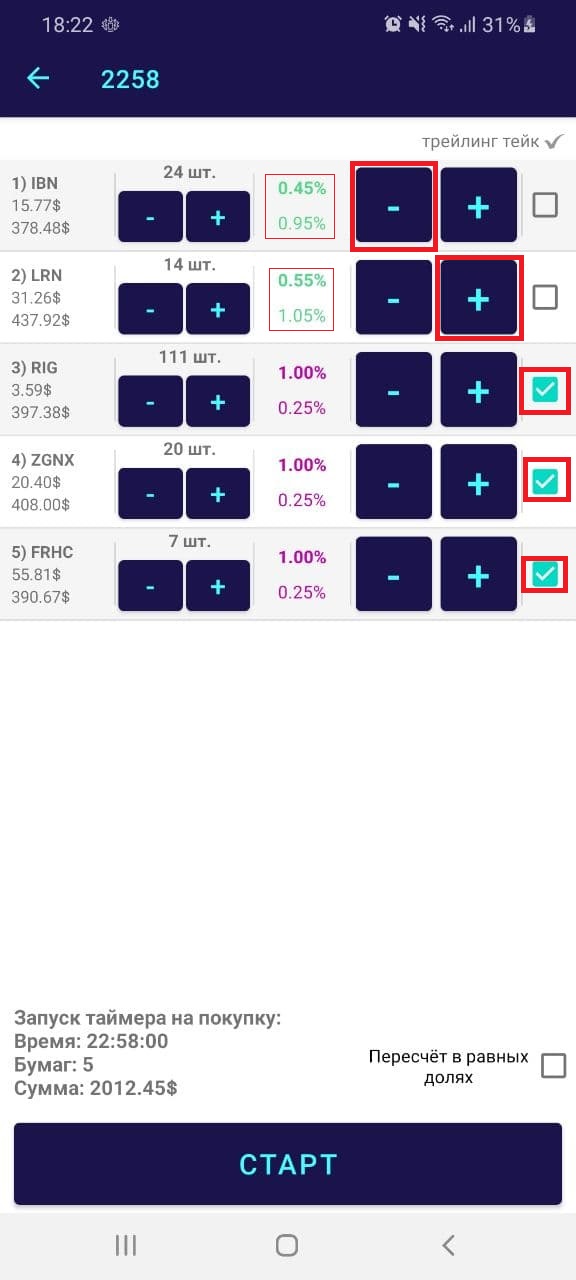 18:22 31%
2258
трейлинг тейк
1) IBN
15.77$
378.48$
24 шт.
- +
0.45%
0.95%
- +
2) LRN
31.26$
437.92$
14 шт.
- +
0.55%
1.05%
- +
3) RIG
3.59$
397.38$
111 шт.
- +
1.00%
0.25%
- +
4) ZGNX
20.40$
408.00$
20 шт.
- +
1.00%
0.25%
- +
5) FRHC
55.81$
390.67$
7 шт.
- +
1.00%
0.25%
- +
Запуск таймера на покупку:
Время: 22:58:00
Бумаг: 5
Сумма: 2012.45$
Пересчёт в равных
долях
СТАРТ